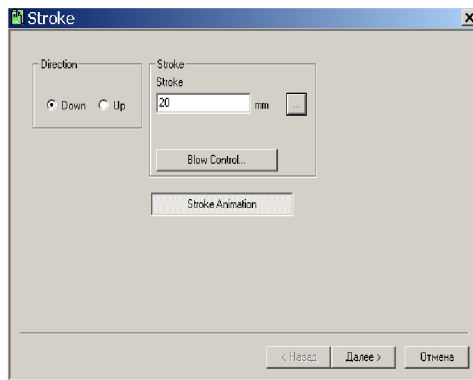 Stroke
Direction
Down Up
Stroke
Stroke
20 mm ...
Blow Control...
Stroke Animation
< Назад Далее > Отмена